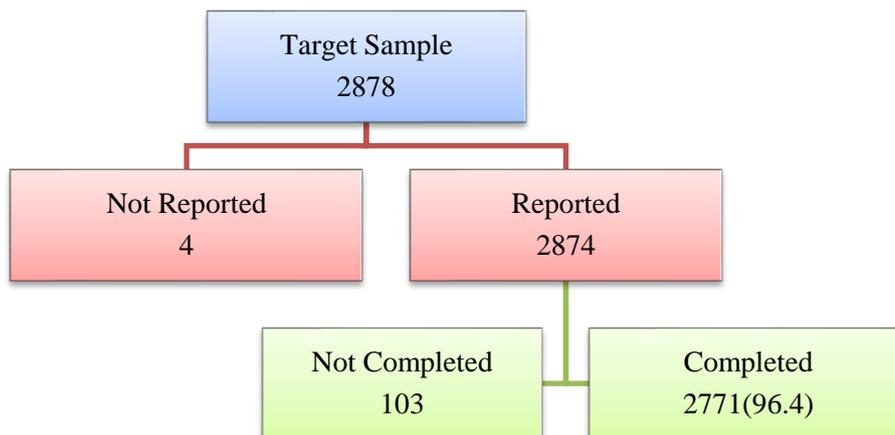 Target Sample
2878
Not Reported
4
Reported
2874
Not Completed
103
Completed
2771(96.4)